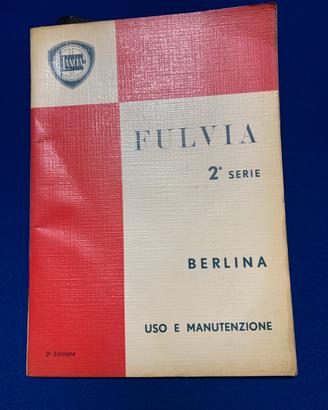 LANCIA
FULVIA
2ª SERIE
BERLINA
USO E MANUTENZIONE
2ª Edizione